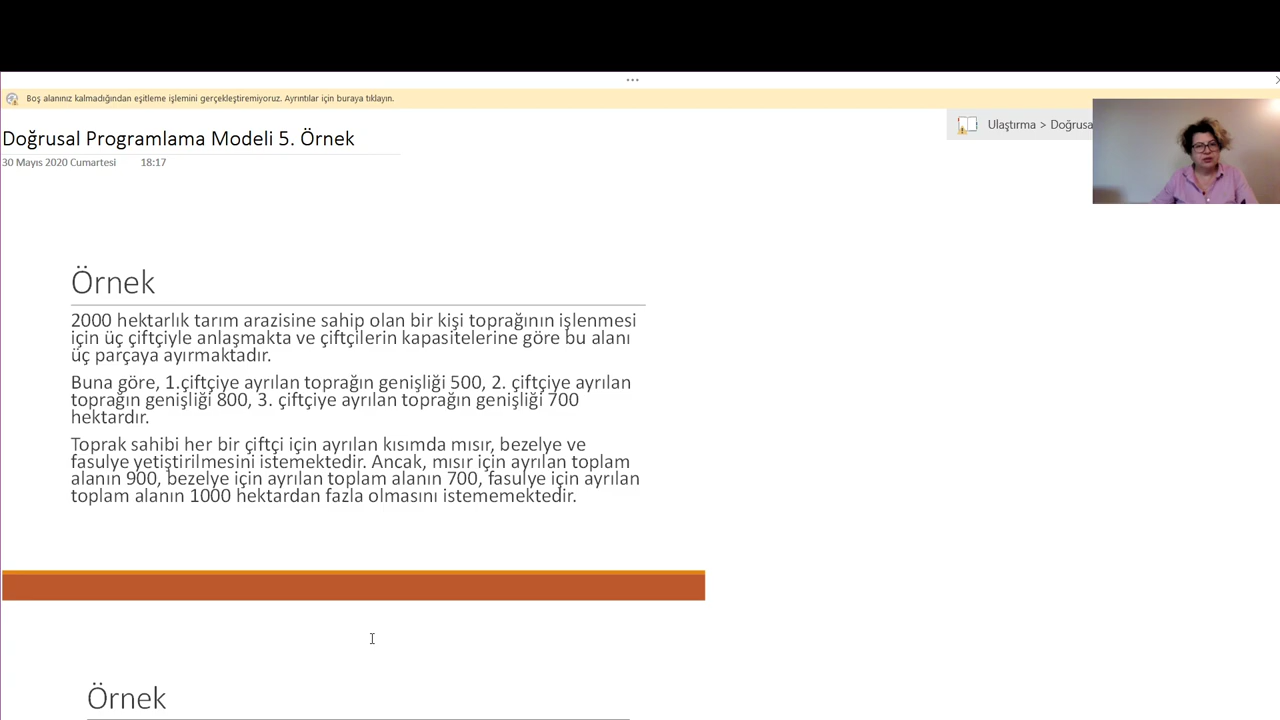 ...
Boş alanınız kalmadığından eşitleme işlemini gerçekleştiremiyoruz. Ayrıntılar için buraya tıklayın.
Ulaştırma > Doğrusa
Doğrusal Programlama Modeli 5. Örnek
30 Mayıs 2020 Cumartesi 18:17
Örnek
2000 hektarlık tarım arazisine sahip olan bir kişi toprağının işlenmesi
için üç çiftçiyle anlaşmakta ve çiftçilerin kapasitelerine göre bu alanı
üç parçaya ayırmaktadır.
Buna göre, 1.çiftçiye ayrılan toprağın genişliği 500, 2. çiftçiye ayrılan
toprağın genişliği 800, 3. çiftçiye ayrılan toprağın genişliği 700
hektardır.
Toprak sahibi her bir çiftçi için ayrılan kısımda mısır, bezelye ve
fasulye yetiştirilmesini istemektedir. Ancak, mısır için ayrılan toplam
alanın 900, bezelye için ayrılan toplam alanın 700, fasulye için ayrılan
toplam alanın 1000 hektardan fazla olmasını istememektedir.
Örnek